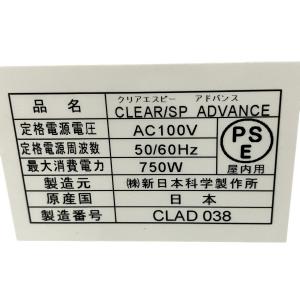 クリアエスピー アドバンス
品名 CLEAR/SP ADVANCE
定格電源電圧 AC100V
定格電源周波数 50/60Hz
最大消費電力 750W
PS
E
屋内用
製造元 ㈱新日本科学製作所
原産国 日本
製造番号 CLAD 038